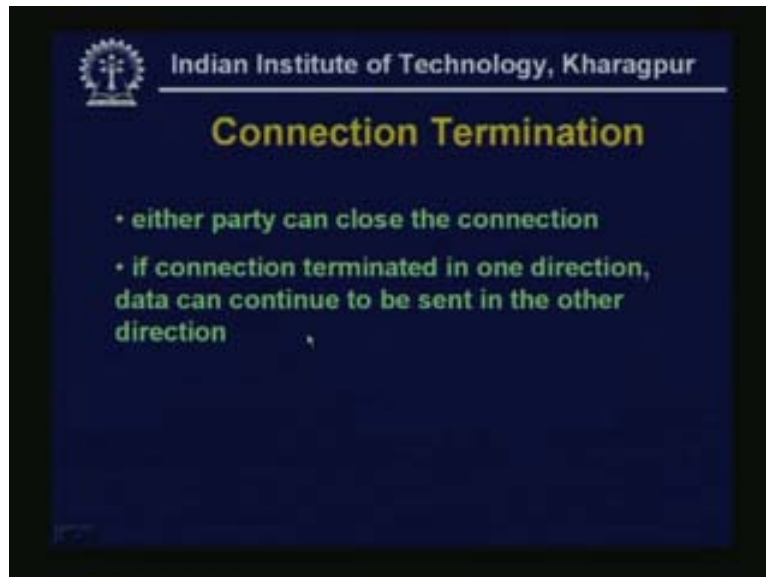 Indian Institute of Technology, Kharagpur
Connection Termination
• either party can close the connection
• if connection terminated in one direction,
data can continue to be sent in the other
direction